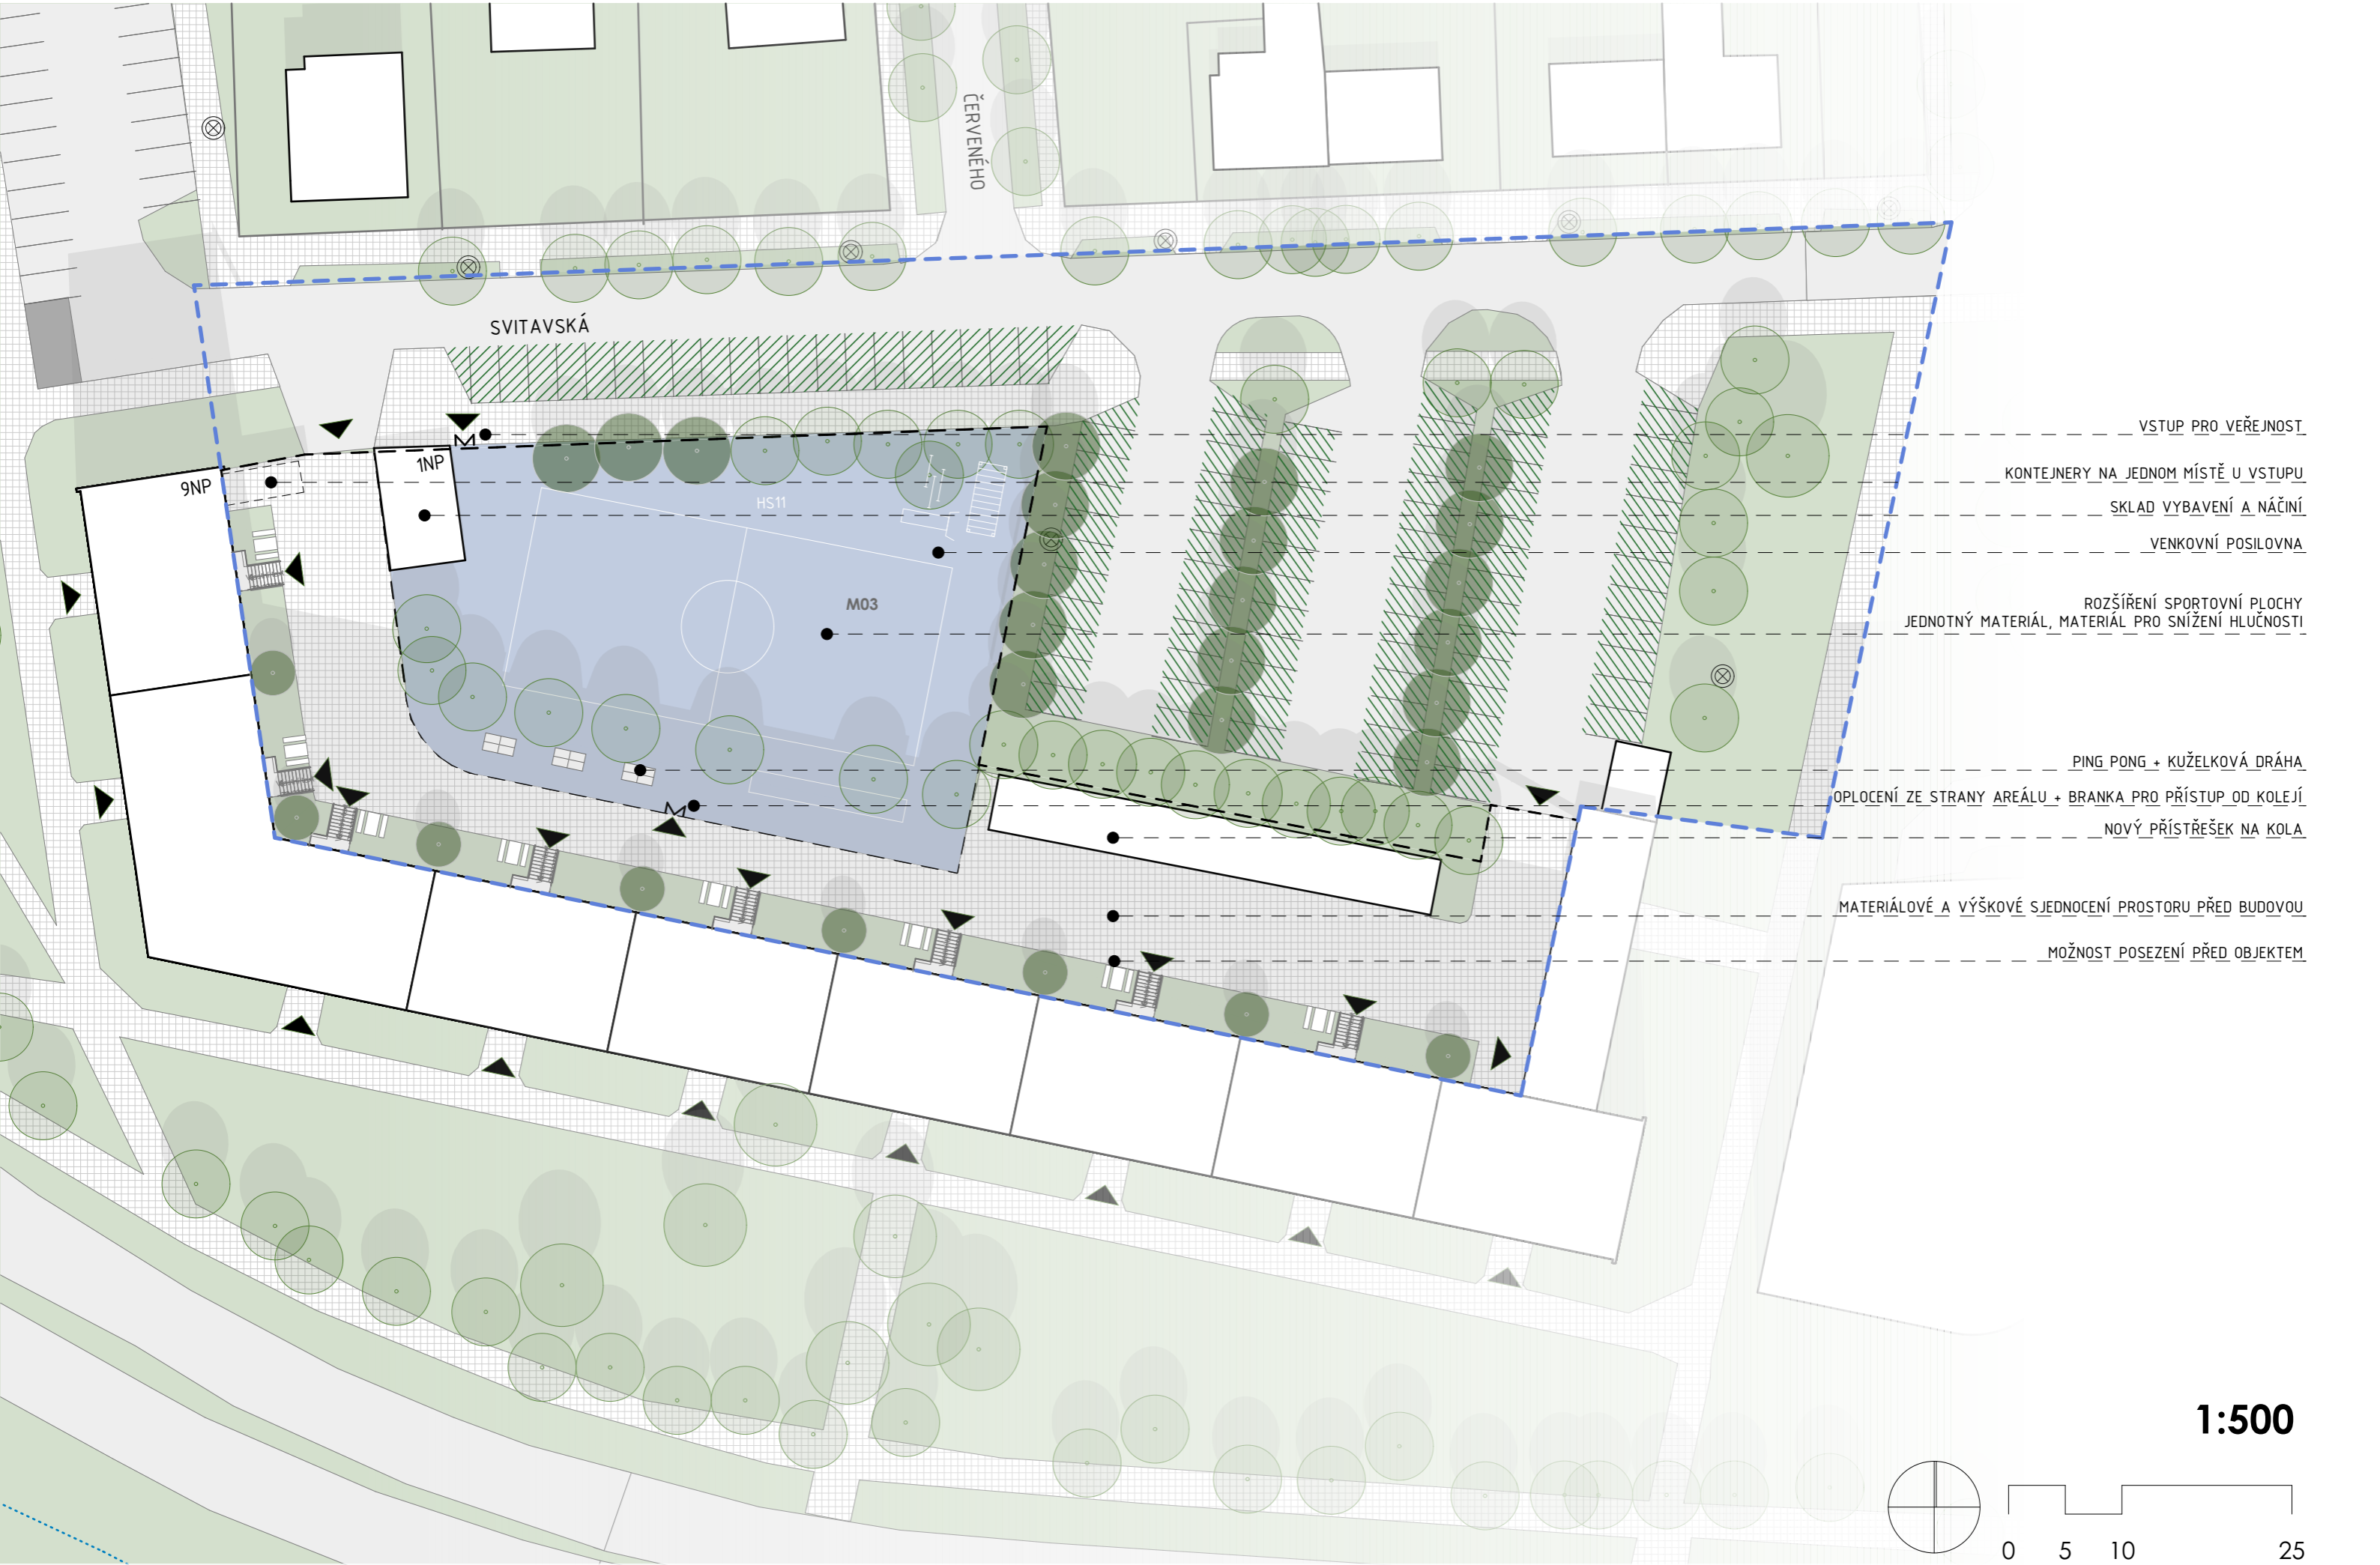 ČERVENÉHO
SVITAVSKÁ
1NP
9NP
HS11
M03
VSTUP PRO VEŘEJNOST
KONTEJNERY NA JEDNOM MÍSTĚ U VSTUPU
SKLAD VYBAVENÍ A NÁČINÍ
VENKOVNÍ POSILOVNA
ROZŠÍŘENÍ SPORTOVNÍ PLOCHY
JEDNOTNÝ MATERIÁL, MATERIÁL PRO SNÍŽENÍ HLUČNOSTI
PING PONG + KUŽELKOVÁ DRÁHA
OPLOCENÍ ZE STRANY AREÁLU + BRANKA PRO PŘÍSTUP OD KOLEJÍ
NOVÝ PŘÍSTŘEŠEK NA KOLA
MATERIÁLOVÉ A VÝŠKOVÉ SJEDNOCENÍ PROSTORU PŘED BUDOVOU
MOŽNOST POSEZENÍ PŘED OBJEKTEM
1:500
0 5 10 25